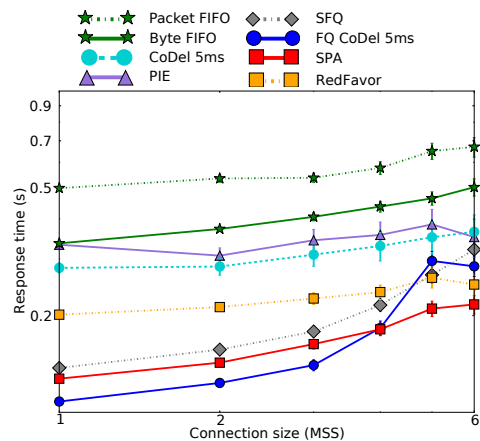 Packet FIFO
Byte FIFO
CoDel 5ms
PIE
SFQ
FQ CoDel 5ms
SPA
RedFavor
0.9
0.7
0.5
0.2
Response time (s)
1 2 6
Connection size (MSS)